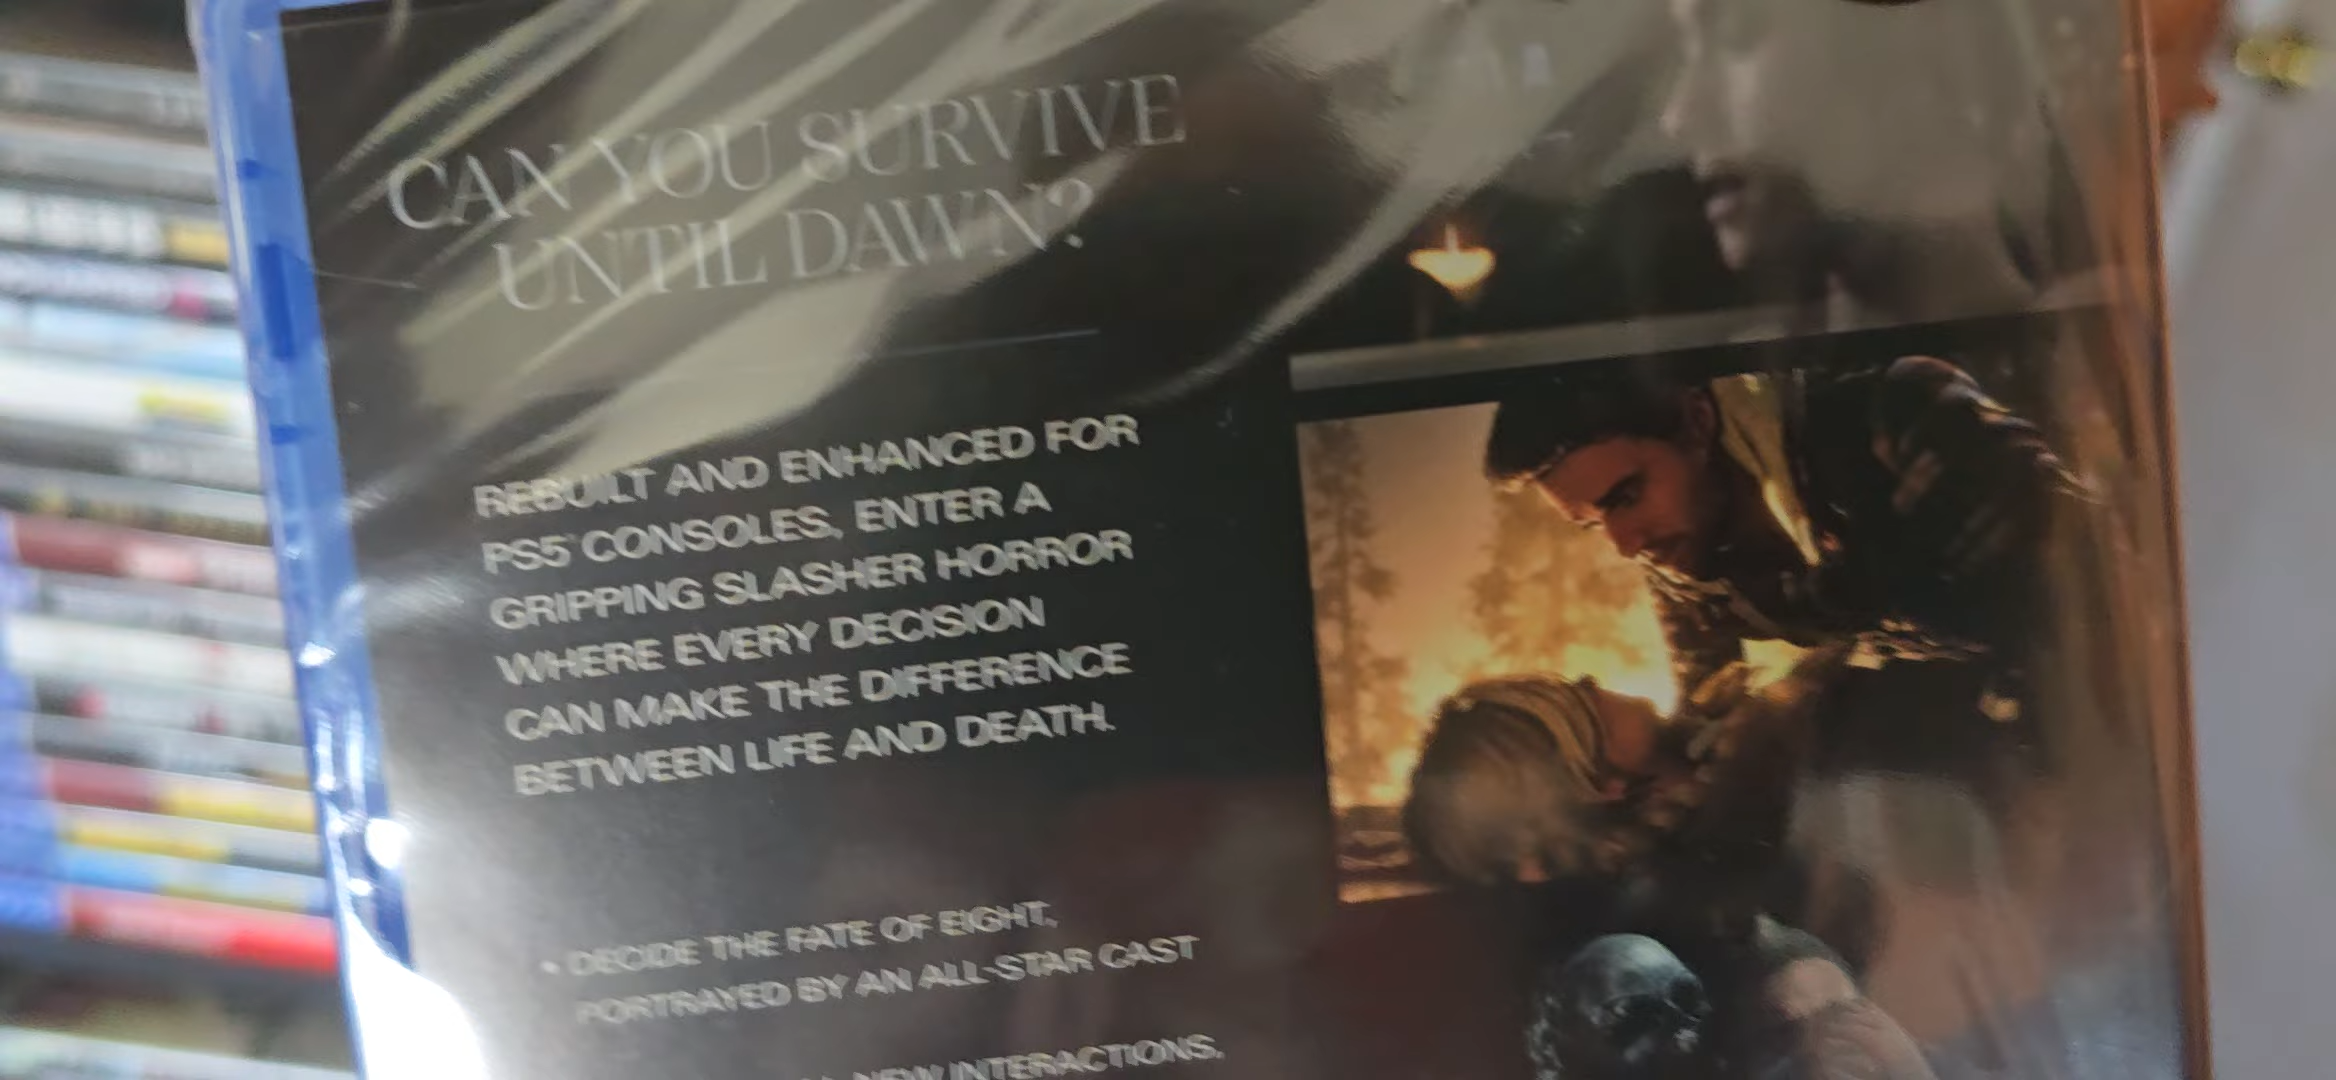 CAN YOU SURVIVE
UNTIL DAWN?
REBUILT AND ENHANCED FOR
PS5 CONSOLES, ENTER A
GRIPPING SLASHER HORROR
WHERE EVERY DECISION
CAN MAKE THE DIFFERENCE
BETWEEN LIFE AND DEATH.
• DECIDE THE FATE OF EIGHT,
PORTRAYED BY AN ALL-STAR CAST
NEW INTERACTIONS,